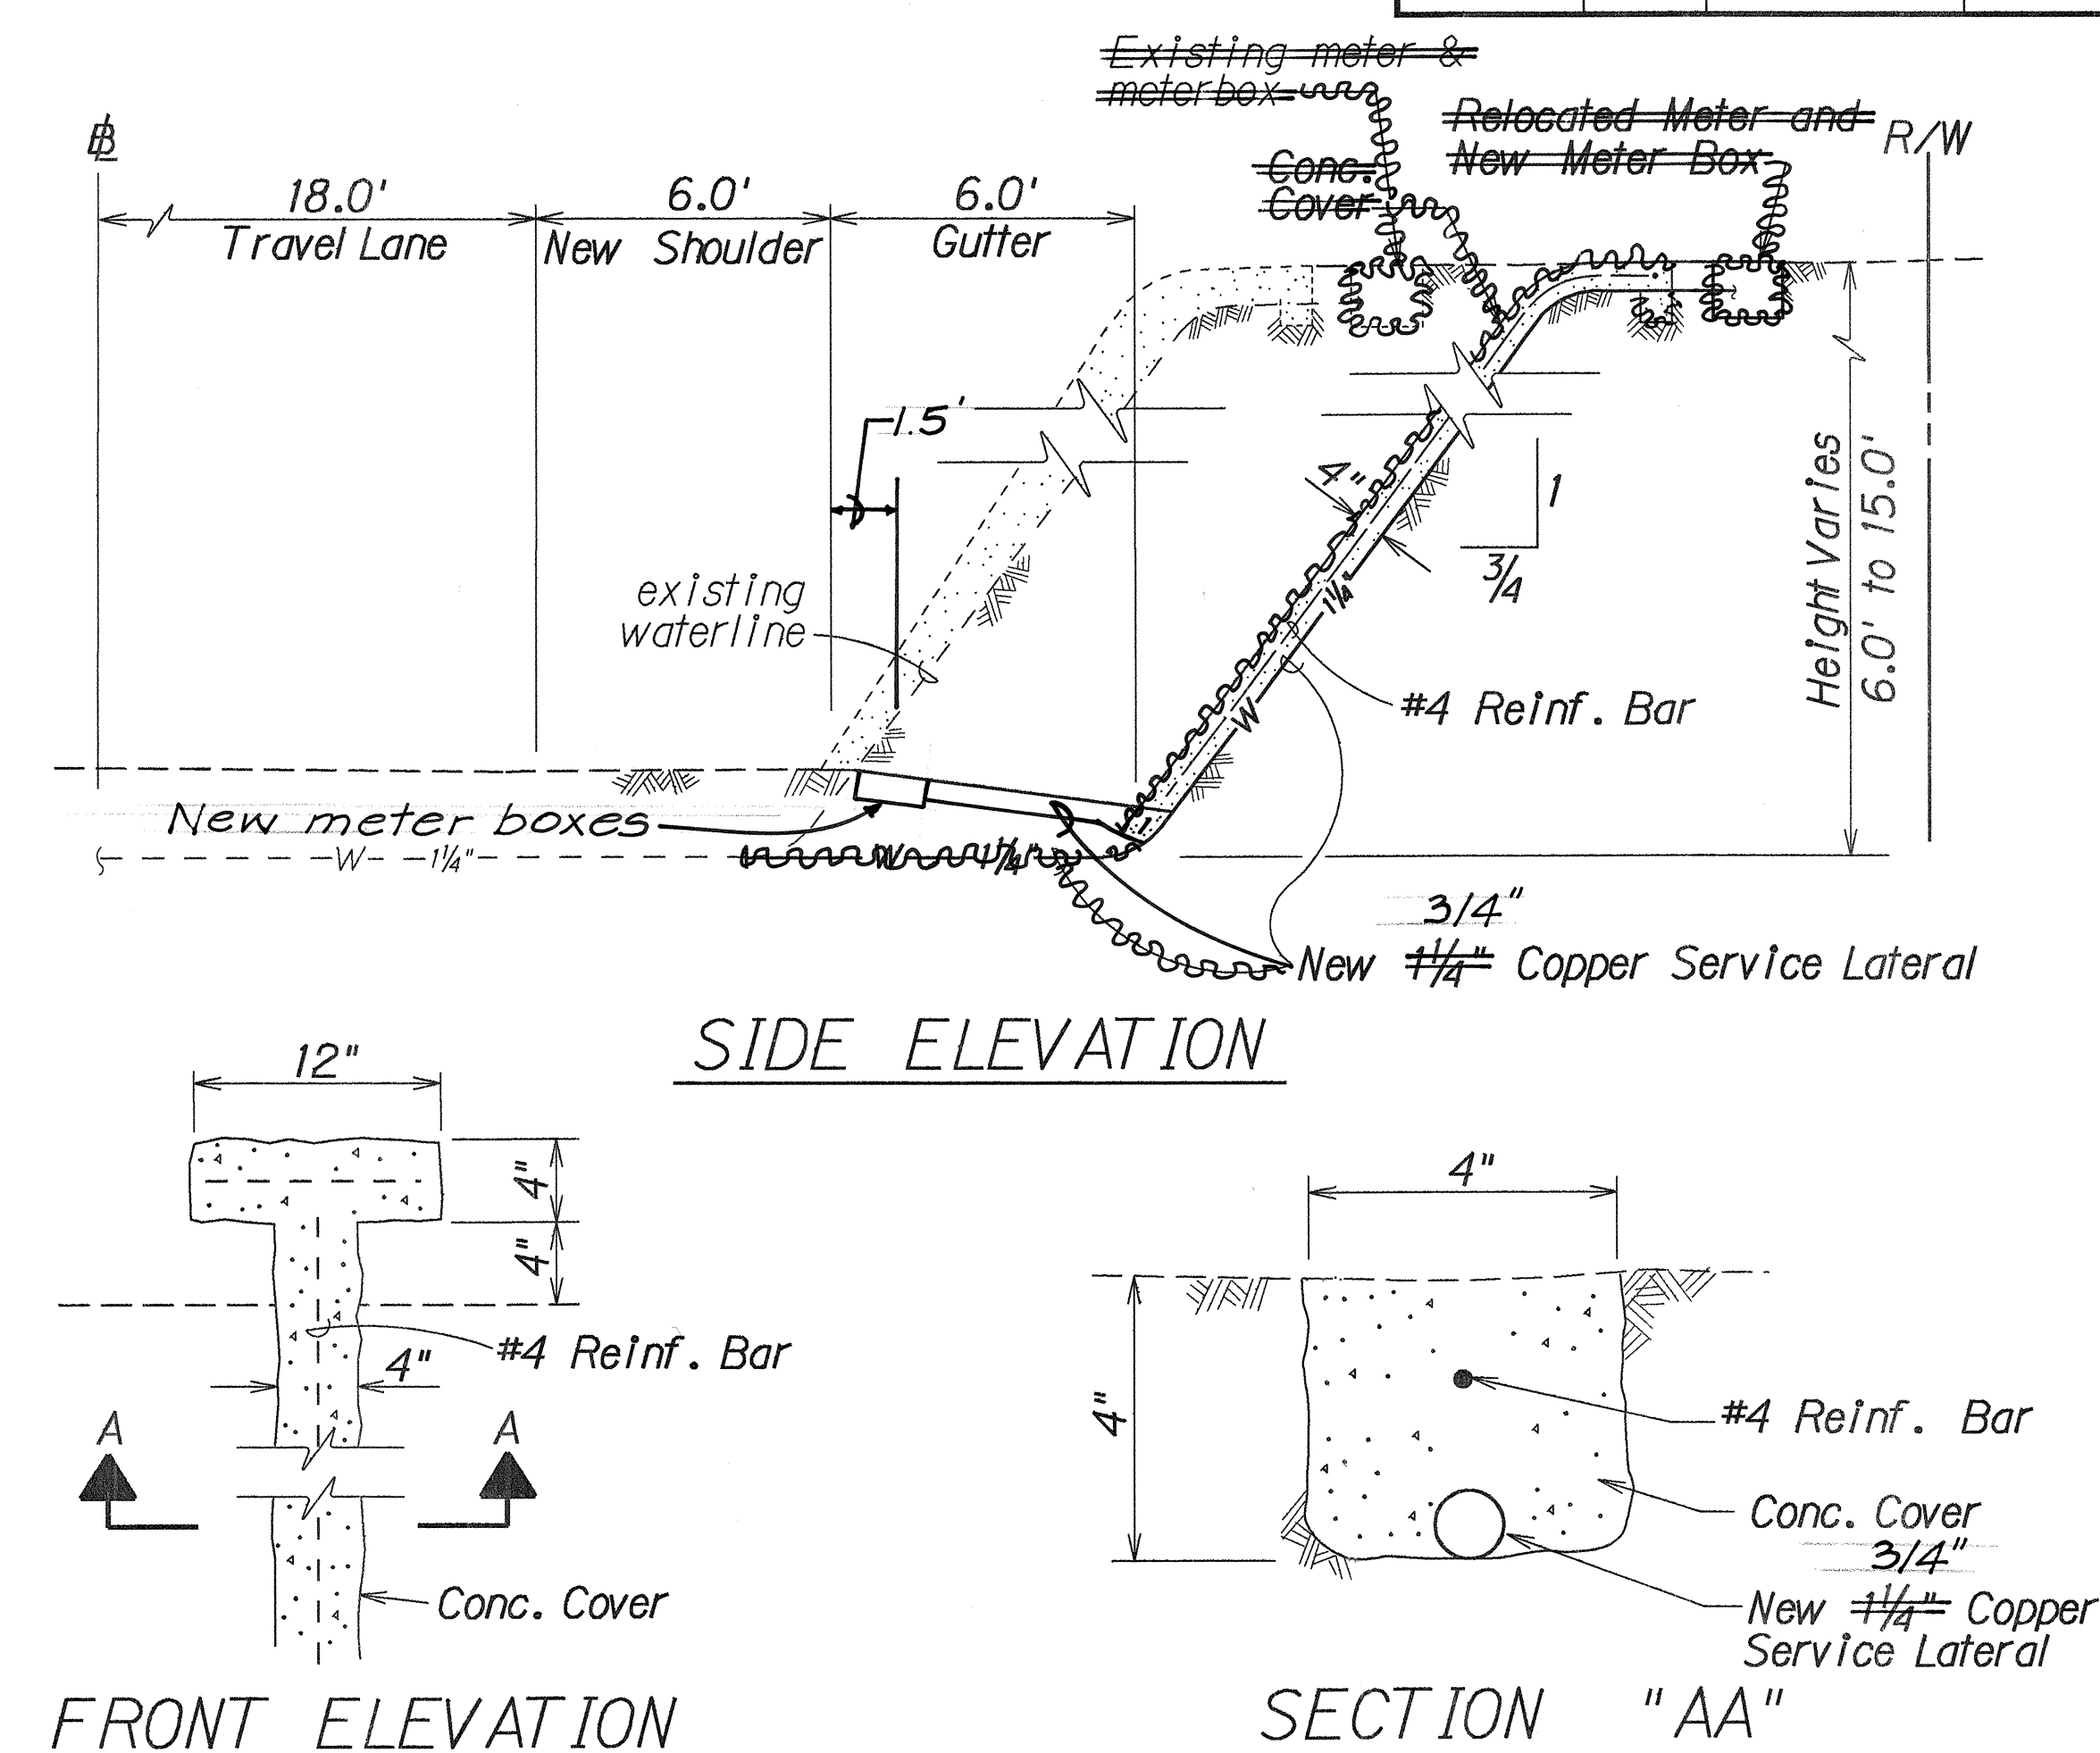 Existing meter &
meter box
Relocated Meter and
New Meter Box
R/W
Conc.
Cover
18.0'
Travel Lane
6.0'
New Shoulder
6.0'
Gutter
1.5'
4"
1
3/4
Height Varies
6.0' to 15.0'
existing
waterline
1¼"
W
#4 Reinf. Bar
New meter boxes
W 1¼"
W 1¼"
3/4"
New 1¼" Copper Service Lateral
SIDE ELEVATION
12"
4"
4"
#4 Reinf. Bar
4"
A A
Conc. Cover
FRONT ELEVATION
4"
4"
#4 Reinf. Bar
Conc. Cover
3/4"
New 1¼" Copper
Service Lateral
SECTION "AA"